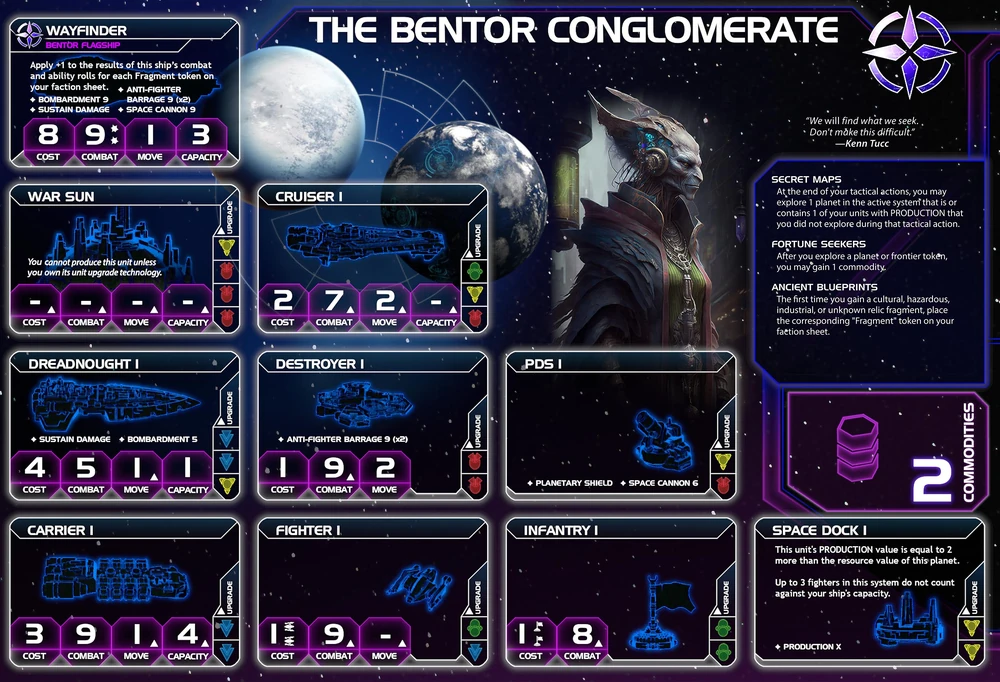 THE BENTOR CONGLOMERATE
"We will find what we seek.
Don't make this difficult."
—Kenn Tucc
WAYFINDER
BENTOR FLAGSHIP
Apply +1 to the results of this ship's combat
and ability rolls for each Fragment token on
your faction sheet.
BOMBARDMENT 9
SUSTAIN DAMAGE
ANTI-FIGHTER
BARRAGE 9 (x2)
SPACE CANNON 9
8 9 1 3
COST COMBAT MOVE CAPACITY
WAR SUN
You cannot produce this unit unless
you own its unit upgrade technology.
UPGRADE
- - - -
COST COMBAT MOVE CAPACITY
CRUISER I
UPGRADE
2 7 2 -
COST COMBAT MOVE CAPACITY
SECRET MAPS
At the end of your tactical actions, you may
explore 1 planet in the active system that is or
contains 1 of your units with PRODUCTION that
you did not explore during that tactical action.
FORTUNE SEEKERS
After you explore a planet or frontier token,
you may gain 1 commodity.
ANCIENT BLUEPRINTS
The first time you gain a cultural, hazardous,
industrial, or unknown relic fragment, place
the corresponding "Fragment" token on your
faction sheet.
DREADNOUGHT I
SUSTAIN DAMAGE BOMBARDMENT 5
UPGRADE
4 5 1 1
COST COMBAT MOVE CAPACITY
DESTROYER I
ANTI-FIGHTER BARRAGE 9 (x2)
UPGRADE
1 9 2
COST COMBAT MOVE
PDS I
UPGRADE
PLANETARY SHIELD SPACE CANNON 6
2
COMMODITIES
CARRIER I
UPGRADE
3 9 1 4
COST COMBAT MOVE CAPACITY
FIGHTER I
UPGRADE
1 9 -
COST COMBAT MOVE
INFANTRY I
UPGRADE
1 8
COST COMBAT
SPACE DOCK I
This unit's PRODUCTION value is equal to 2
more than the resource value of this planet.
Up to 3 fighters in this system do not count
against your ship's capacity.
UPGRADE
PRODUCTION X